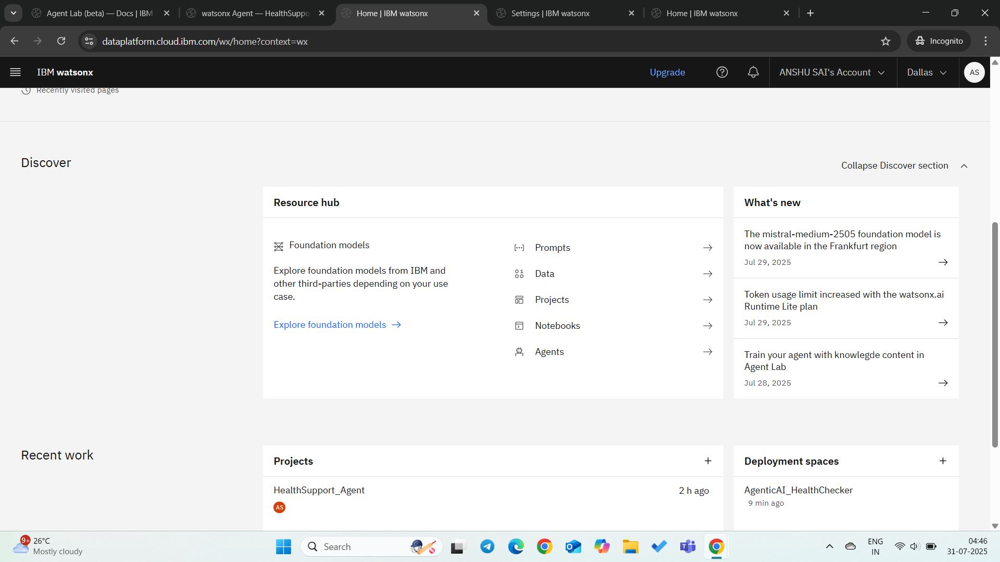 Agent Lab (beta) — Docs | IBM
watsonx Agent — HealthSuppo
Home | IBM watsonx
Settings | IBM watsonx
Home | IBM watsonx
dataplatform.cloud.ibm.com/wx/home?context=wx
Incognito
IBM watsonx
Upgrade
ANSHU SAI's Account
Dallas
AS
Recently visited pages
Discover
Collapse Discover section
Resource hub
Foundation models
Explore foundation models from IBM and
other third-parties depending on your use
case.
Explore foundation models
Prompts
Data
Projects
Notebooks
Agents
What's new
The mistral-medium-2505 foundation model is
now available in the Frankfurt region
Jul 29, 2025
Token usage limit increased with the watsonx.ai
Runtime Lite plan
Jul 29, 2025
Train your agent with knowlegde content in
Agent Lab
Jul 28, 2025
Recent work
Projects
HealthSupport_Agent
2 h ago
AS
Deployment spaces
AgenticAI_HealthChecker
9 min ago
9+
26°C
Mostly cloudy
Search
ENG
IN
04:46
31-07-2025